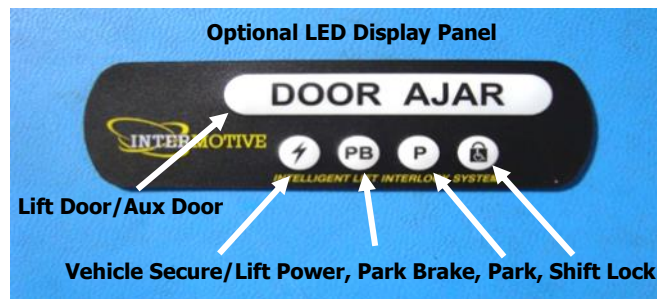 Optional LED Display Panel
DOOR AJAR
INTERMOTIVE
PB P
INTELLIGENT LIFT INTERLOCK SYSTEM
Lift Door/Aux Door
Vehicle Secure/Lift Power, Park Brake, Park, Shift Lock